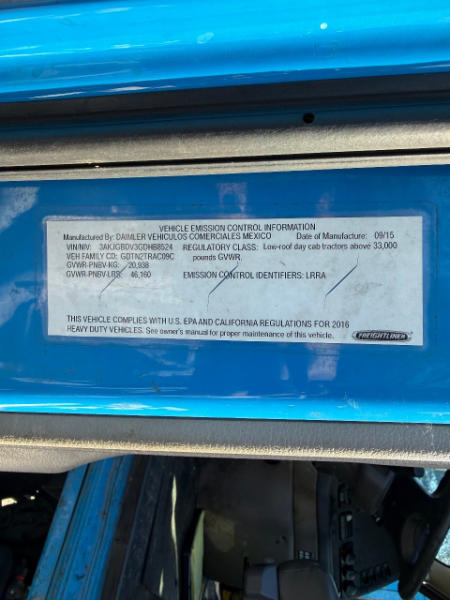 VEHICLE EMISSION CONTROL INFORMATION
Manufactured By: DAIMLER VEHICULOS COMERCIALES MEXICO Date of Manufacture: 09/15
VIN/NIV: 3AKJGBDV3GDHB8524 REGULATORY CLASS: Low-roof day cab tractors above 33,000
VEH FAMILY CD: GDTN2TRAC09C pounds GVWR.
GVWR-PNBV-KG: 20,938
GVWR-PNBV-LBS: 46,160 EMISSION CONTROL IDENTIFIERS: LRRA
THIS VEHICLE COMPLIES WITH U.S. EPA AND CALIFORNIA REGULATIONS FOR 2016
HEAVY DUTY VEHICLES. See owner's manual for proper maintenance of this vehicle. FREIGHTLINER